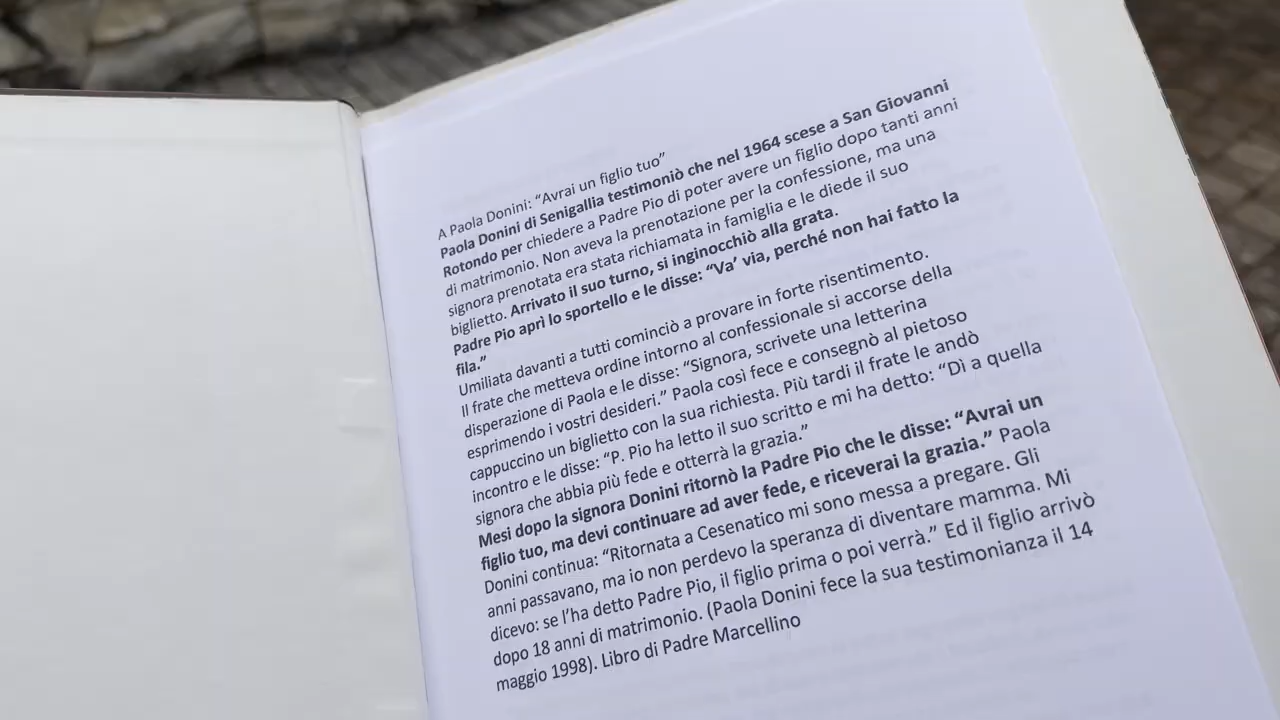 A Paola Donini: “Avrai un figlio tuo”
Paola Donini di Senigallia testimoniò che nel 1964 scese a San Giovanni
Rotondo per chiedere a Padre Pio di poter avere un figlio dopo tanti anni
di matrimonio. Non aveva la prenotazione per la confessione, ma una
signora prenotata era stata richiamata in famiglia e le diede il suo
biglietto. Arrivato il suo turno, si inginocchiò alla grata.
Padre Pio aprì lo sportello e le disse: “Va’ via, perché non hai fatto la
fila.”
Umiliata davanti a tutti cominciò a provare in forte risentimento.
Il frate che metteva ordine intorno al confessionale si accorse della
disperazione di Paola e le disse: “Signora, scrivete una letterina
esprimendo i vostri desideri.” Paola così fece e consegnò al pietoso
cappuccino un biglietto con la sua richiesta. Più tardi il frate le andò
incontro e le disse: “P. Pio ha letto il suo scritto e mi ha detto: “Dì a quella
signora che abbia più fede e otterrà la grazia.”
Mesi dopo la signora Donini ritornò la Padre Pio che le disse: “Avrai un
figlio tuo, ma devi continuare ad aver fede, e riceverai la grazia.” Paola
Donini continua: “Ritornata a Cesenatico mi sono messa a pregare. Gli
anni passavano, ma io non perdevo la speranza di diventare mamma. Mi
dicevo: se l’ha detto Padre Pio, il figlio prima o poi verrà.” Ed il figlio arrivò
dopo 18 anni di matrimonio. (Paola Donini fece la sua testimonianza il 14
maggio 1998). Libro di Padre Marcellino